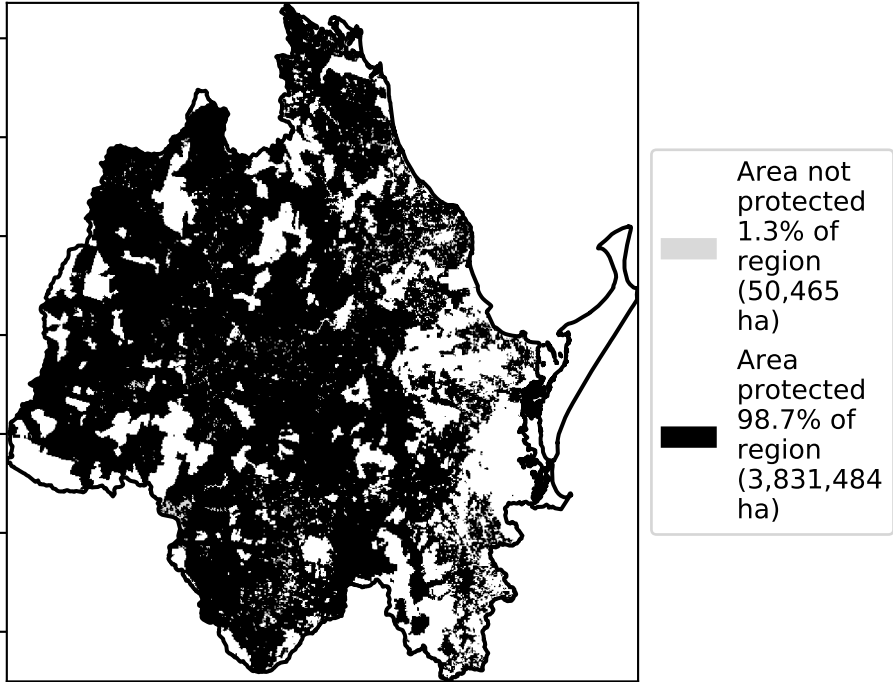 Area not
protected
1.3% of
region
(50,465
ha)
Area
protected
98.7% of
region
(3,831,484
ha)